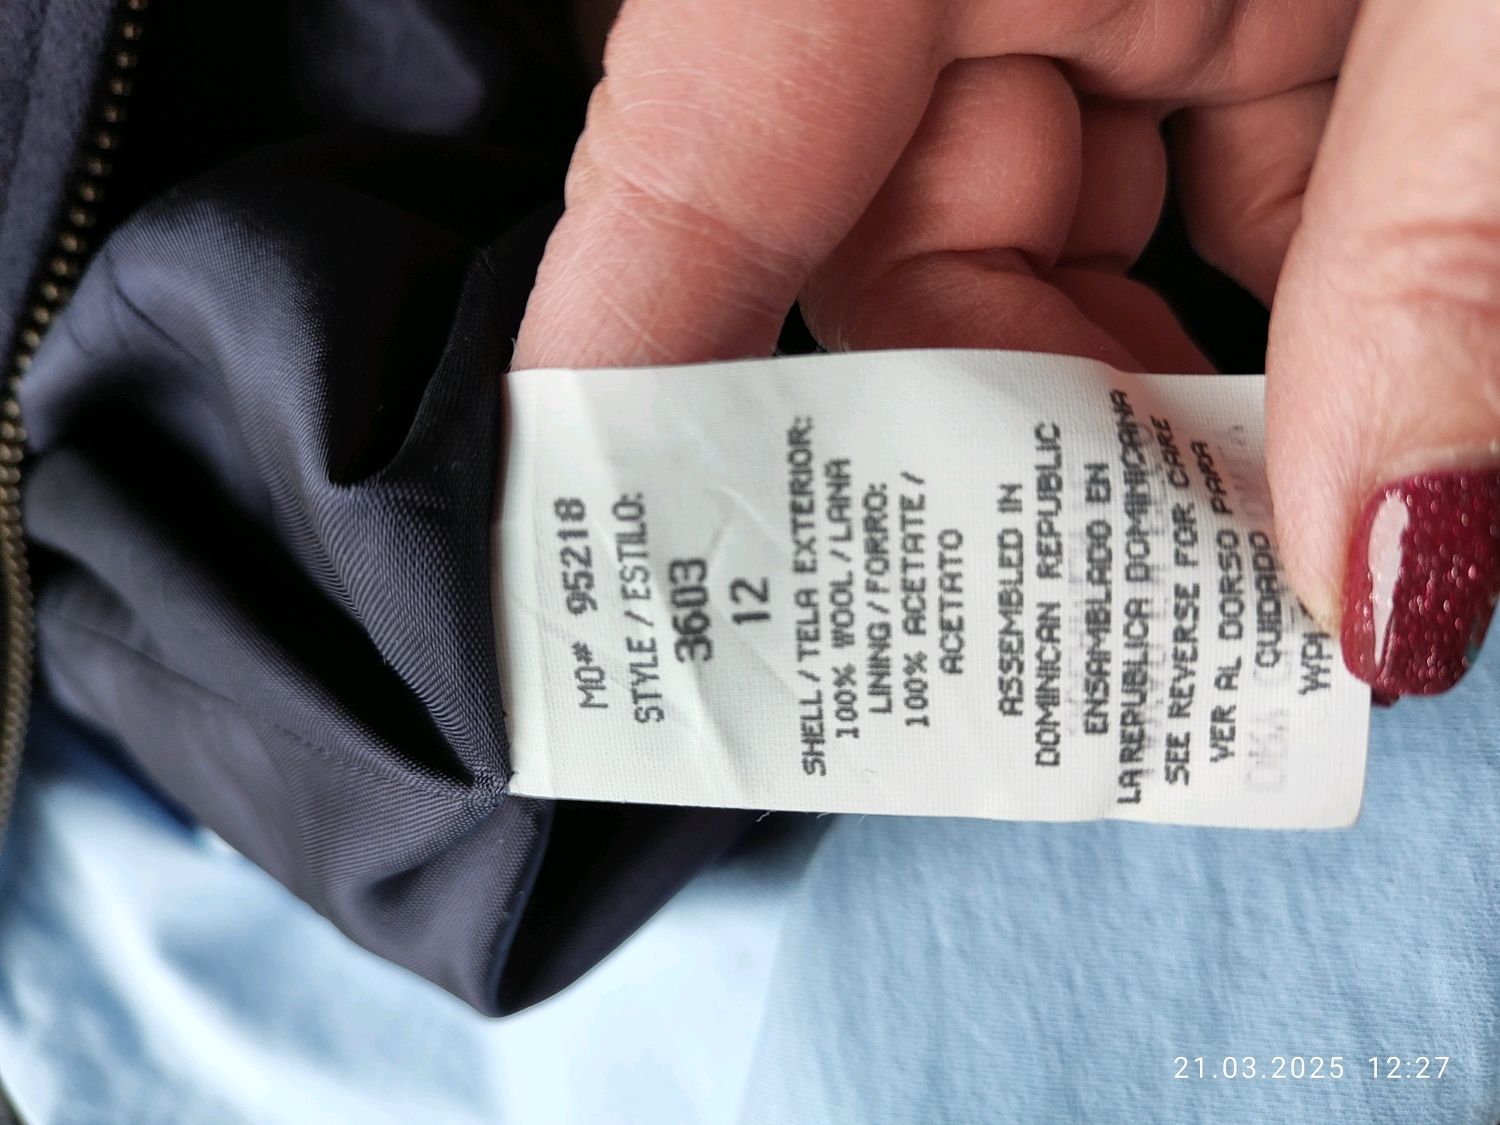 MO# 95218
STYLE / ESTILO:
3603
12
SHELL / TELA EXTERIOR:
100% WOOL / LANA
LINING / FORRO:
100% ACETATE /
ACETATO
ASSEMBLED IN
DOMINICAN REPUBLIC
ENSAMBLADO EN
LA REPUBLICA DOMINICANA
SEE REVERSE FOR CARE
VER AL DORSO PARA
CUIDADO
21.03.2025 12:27